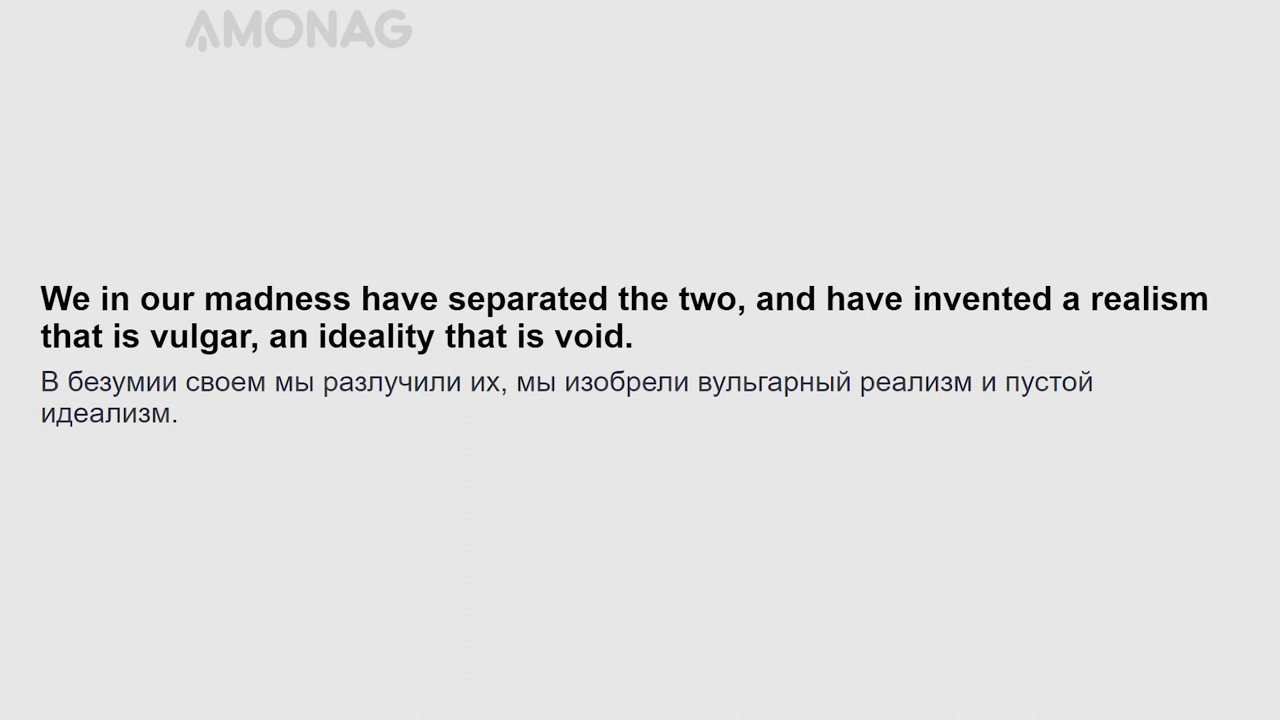 AMONAG
We in our madness have separated the two, and have invented a realism
that is vulgar, an ideality that is void.
В безумии своем мы разлучили их, мы изобрели вульгарный реализм и пустой
идеализм.